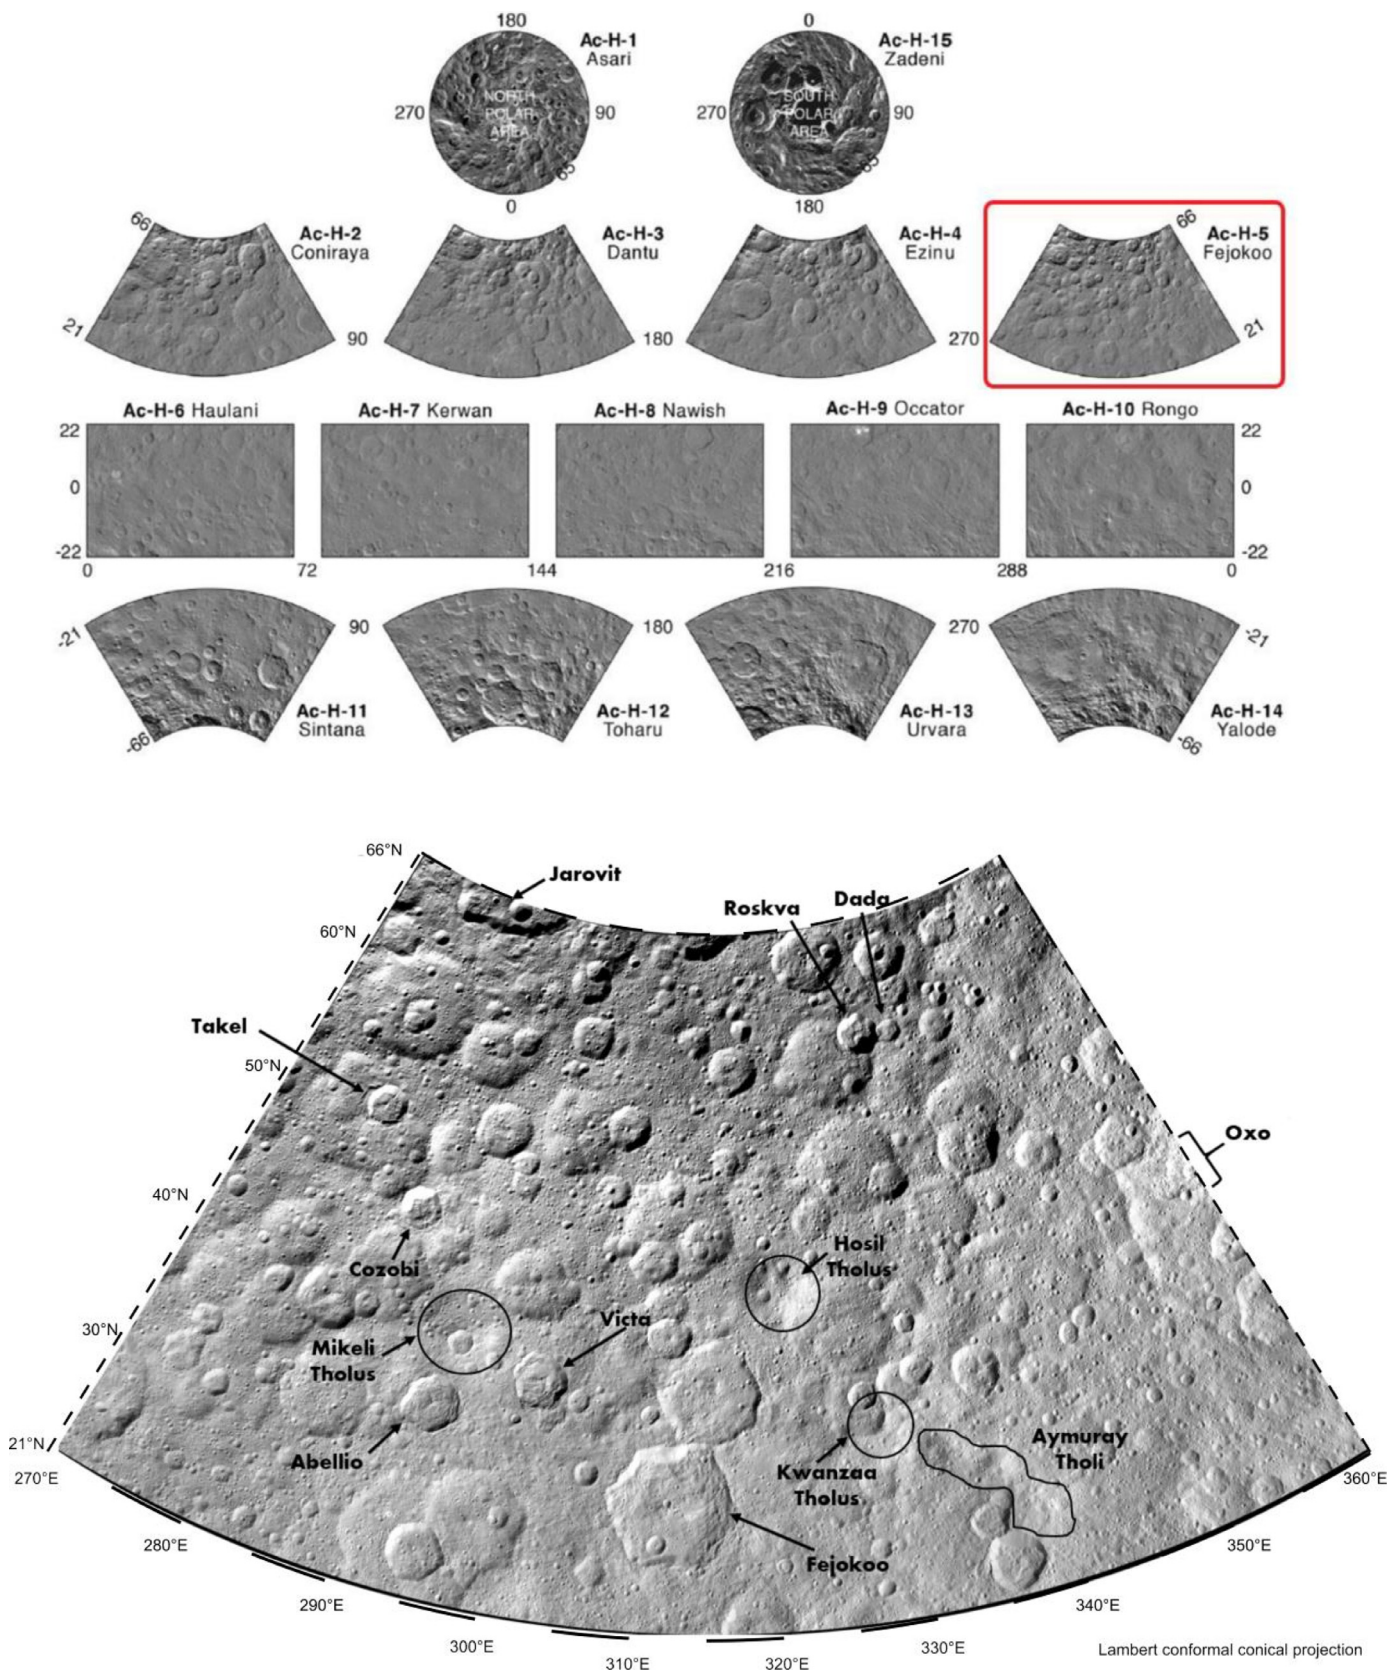 180
0
Ac-H-1
Asari
Ac-H-15
Zadeni
270
NORTH
POLAR
AREA
90
270
SOUTH
POLAR
AREA
90
65
-65
0
180
66
Ac-H-2
Coniraya
Ac-H-3
Dantu
Ac-H-4
Ezinu
66
Ac-H-5
Fejokoo
21
90
180
270
21
Ac-H-6 Haulani
Ac-H-7 Kerwan
Ac-H-8 Nawish
Ac-H-9 Occator
Ac-H-10 Rongo
22
22
0
0
-22
-22
0
72
144
216
288
0
-21
90
180
270
-21
Ac-H-11
Sintana
Ac-H-12
Toharu
Ac-H-13
Urvara
Ac-H-14
Yalode
-66
-66
66°N
Jarovit
Roskva
Dada
60°N
Takel
50°N
Oxo
40°N
Hosil
Tholus
Cozobi
30°N
Victa
Mikeli
Tholus
21°N
Abellio
Aymuray
Tholi
Kwanzaa
Tholus
270°E
360°E
Fejokoo
280°E
350°E
290°E
340°E
300°E
330°E
310°E
320°E
Lambert conformal conical projection